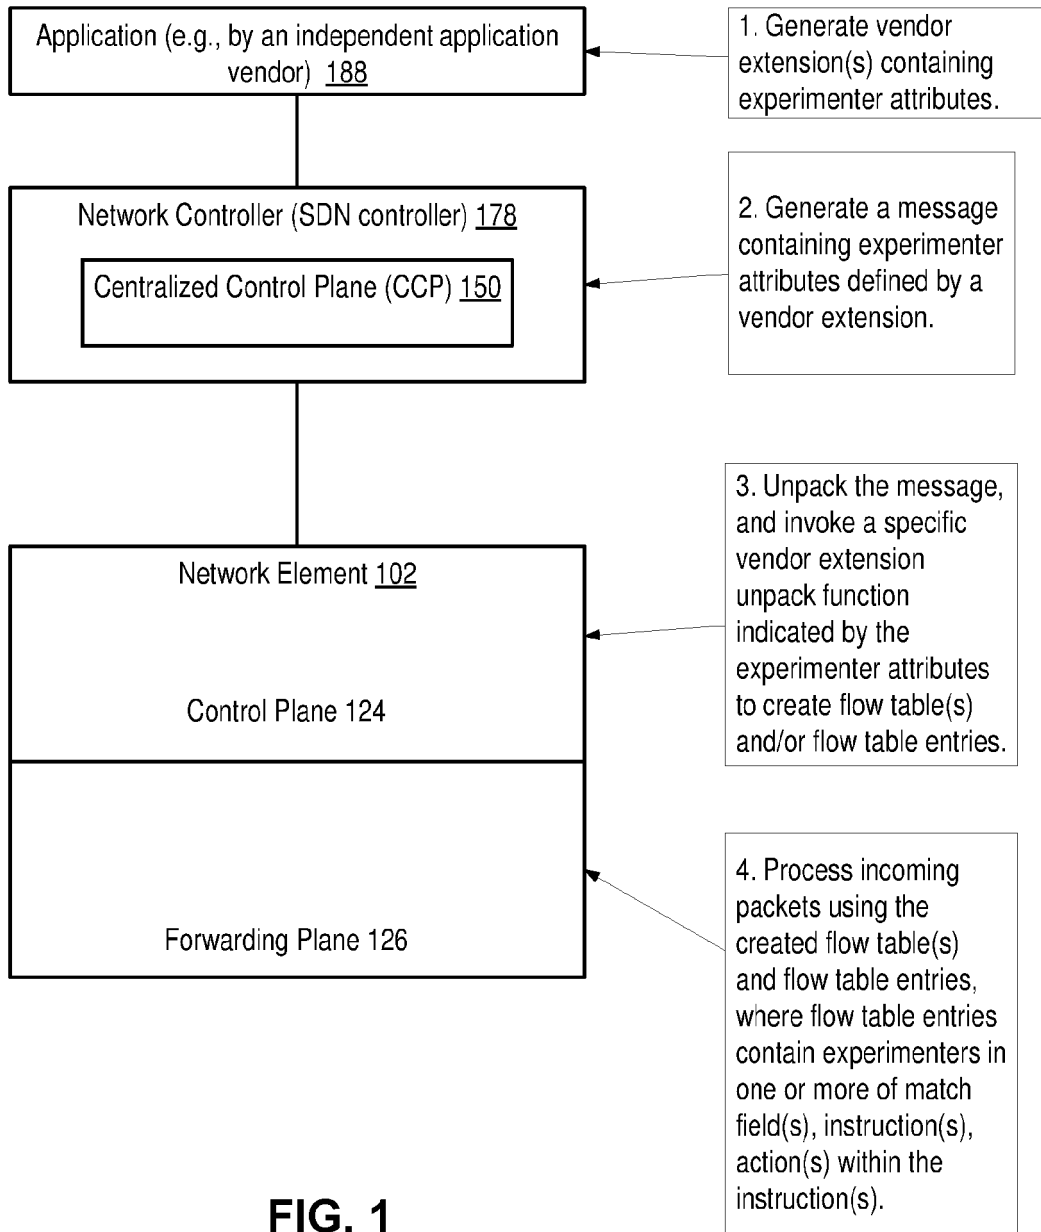 Application (e.g., by an independent application
vendor) 188
1. Generate vendor
extension(s) containing
experimenter attributes.
Network Controller (SDN controller) 178
Centralized Control Plane (CCP) 150
2. Generate a message
containing experimenter
attributes defined by a
vendor extension.
Network Element 102
Control Plane 124
3. Unpack the message,
and invoke a specific
vendor extension
unpack function
indicated by the
experimenter attributes
to create flow table(s)
and/or flow table entries.
Forwarding Plane 126
4. Process incoming
packets using the
created flow table(s)
and flow table entries,
where flow table entries
contain experimenters in
one or more of match
field(s), instruction(s),
action(s) within the
instruction(s).
FIG. 1